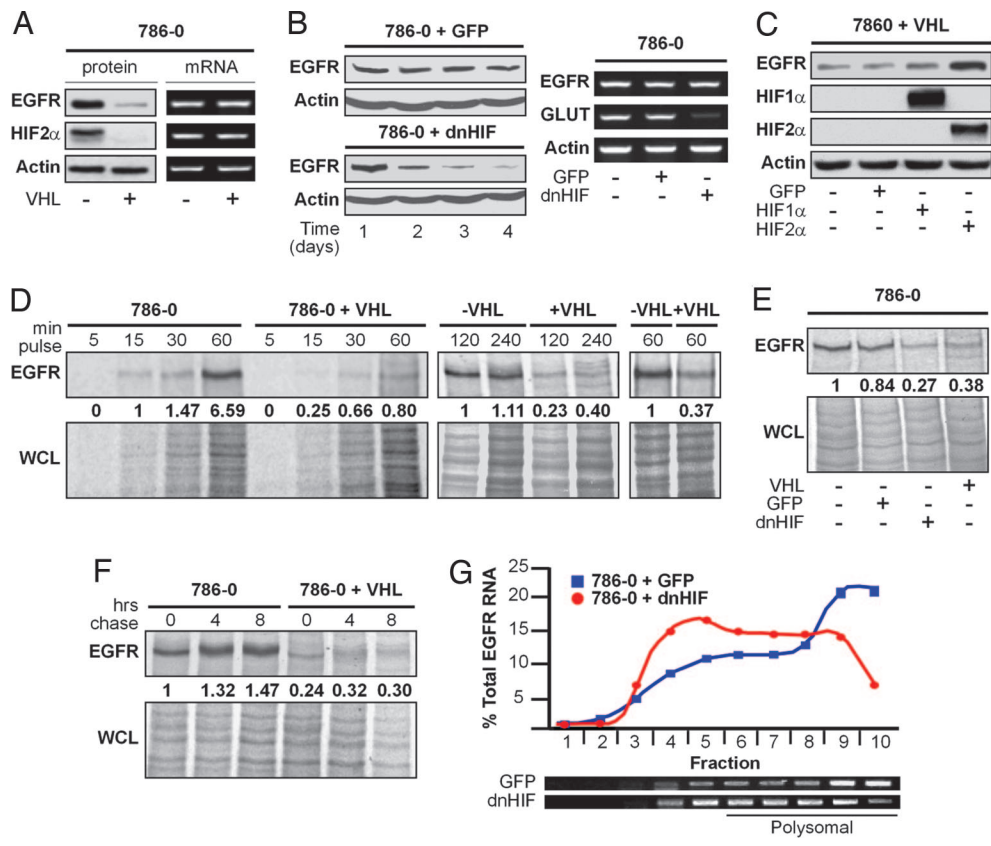 A
786-0
protein mRNA
EGFR
HIF2α
Actin
VHL - + - +
B
786-0 + GFP
EGFR
Actin
786-0 + dnHIF
EGFR
Actin
Time (days) 1 2 3 4
786-0
EGFR
GLUT
Actin
GFP - + -
dnHIF - - +
C
7860 + VHL
EGFR
HIF1α
HIF2α
Actin
GFP - + - -
HIF1α - - + -
HIF2α - - - +
D
786-0 786-0 + VHL -VHL +VHL -VHL +VHL
min pulse 5 15 30 60 5 15 30 60 120 240 120 240 60 60
EGFR
0 1 1.47 6.59 0 0.25 0.66 0.80 1 1.11 0.23 0.40 1 0.37
WCL
E
786-0
EGFR
1 0.84 0.27 0.38
WCL
VHL - - - +
GFP - + - -
dnHIF - - + -
F
786-0 786-0 + VHL
hrs chase 0 4 8 0 4 8
EGFR
1 1.32 1.47 0.24 0.32 0.30
WCL
G
% Total EGFR RNA
25
20
15
10
5
786-0 + GFP
786-0 + dnHIF
1 2 3 4 5 6 7 8 9 10
Fraction
GFP
dnHIF
Polysomal